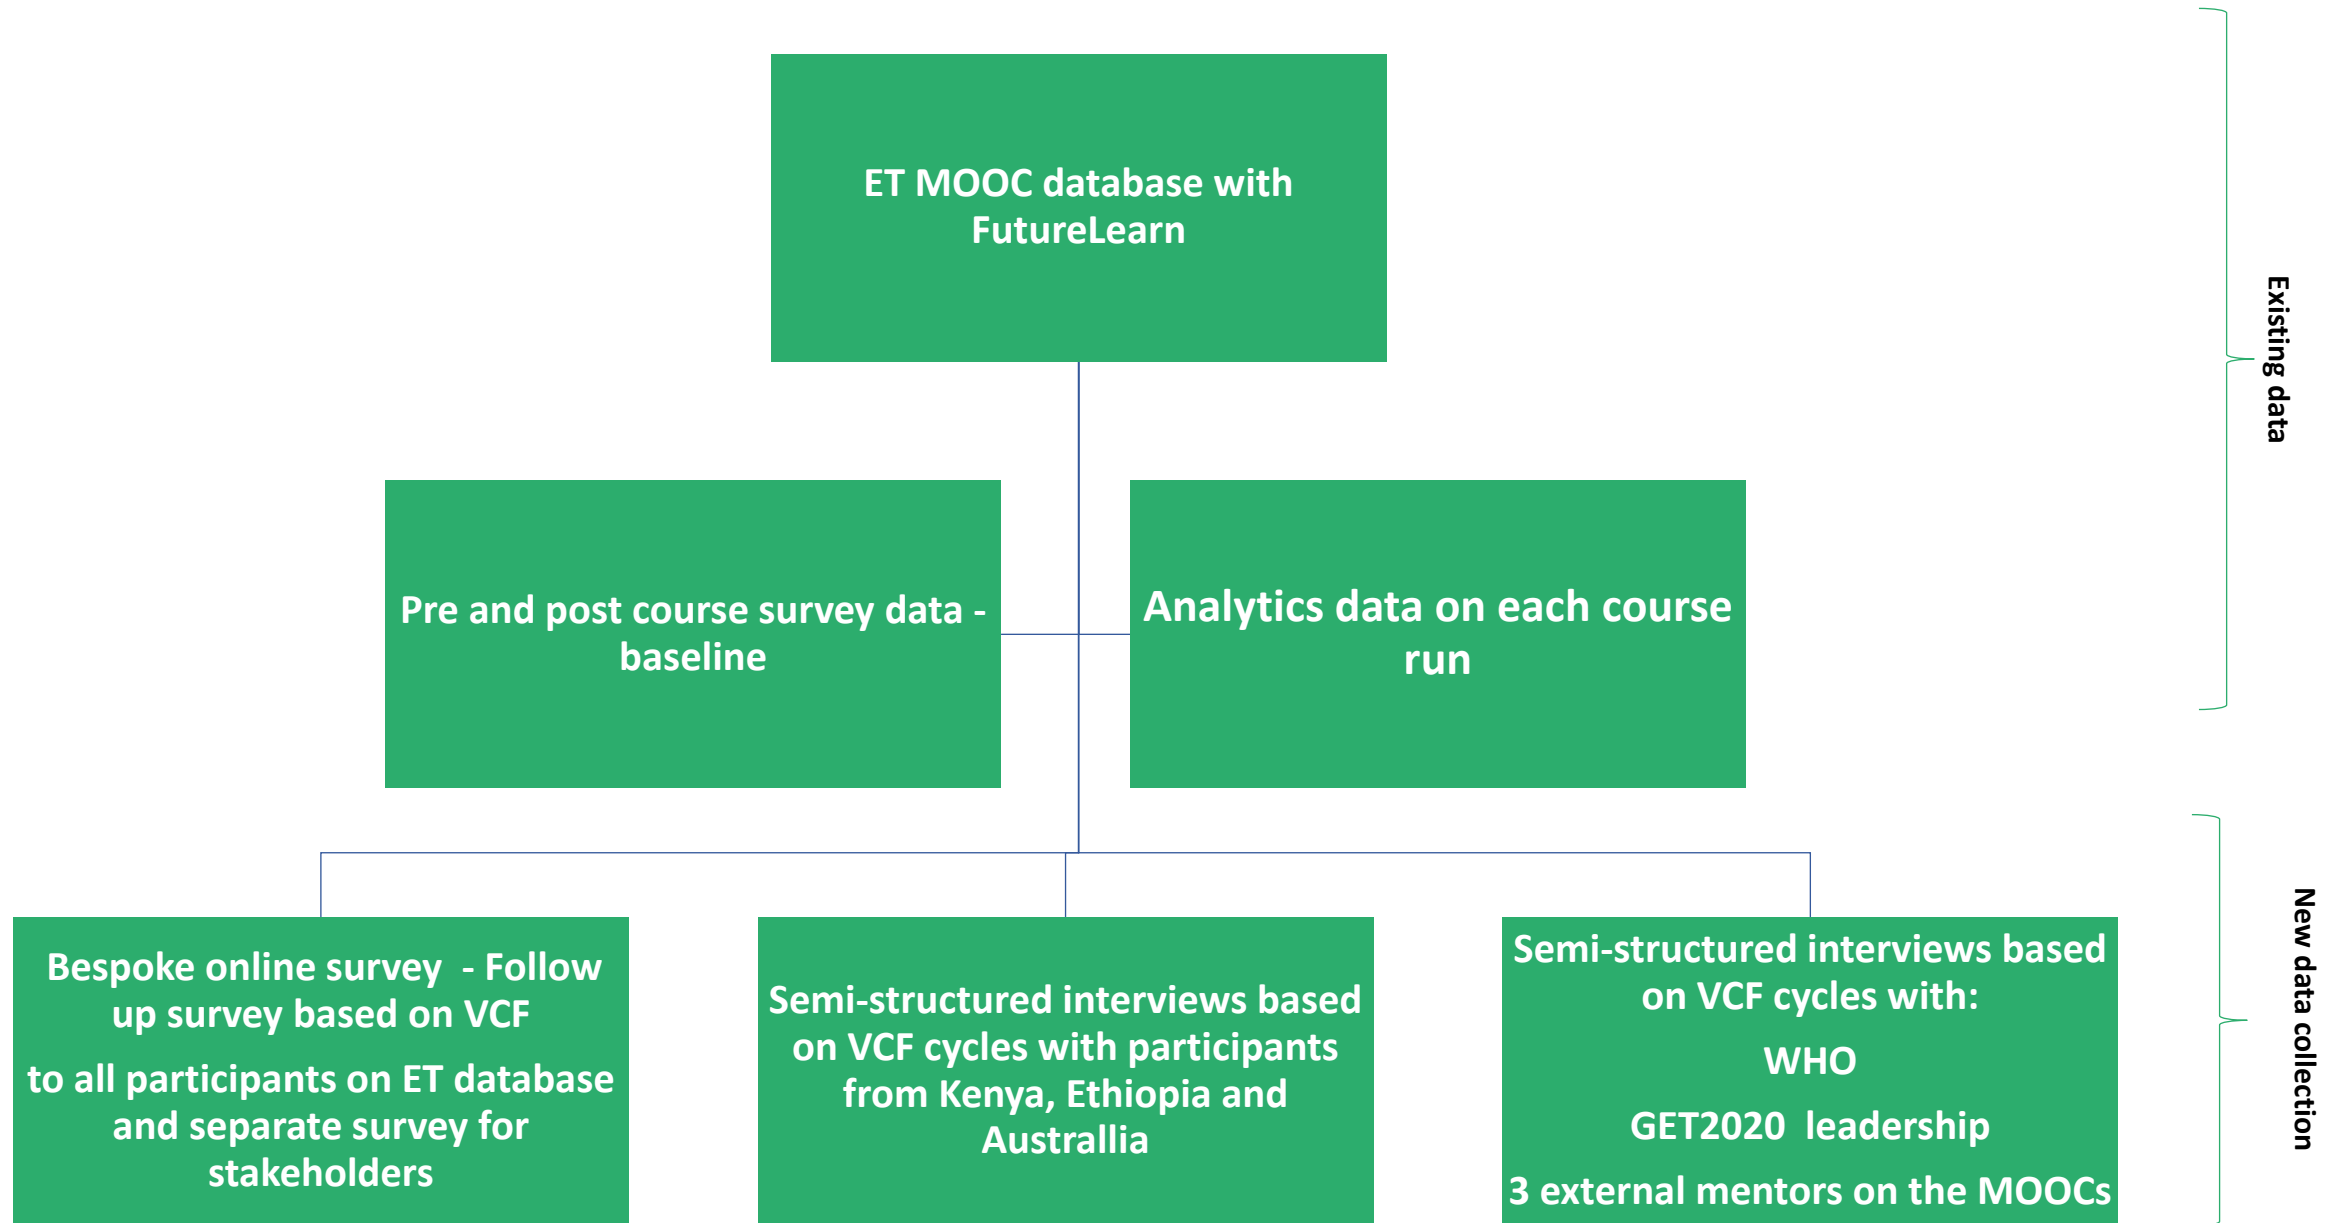 ET MOOC database with
FutureLearn
Existing data
Pre and post course survey data -
baseline
Analytics data on each course
run
Bespoke online survey  - Follow
up survey based on VCF
to all participants on ET database
and separate survey for
stakeholders
Semi-structured interviews based
on VCF cycles with participants
from Kenya, Ethiopia and
Australlia
Semi-structured interviews based
on VCF cycles with:
WHO
GET2020  leadership
3 external mentors on the MOOCs
New data collection